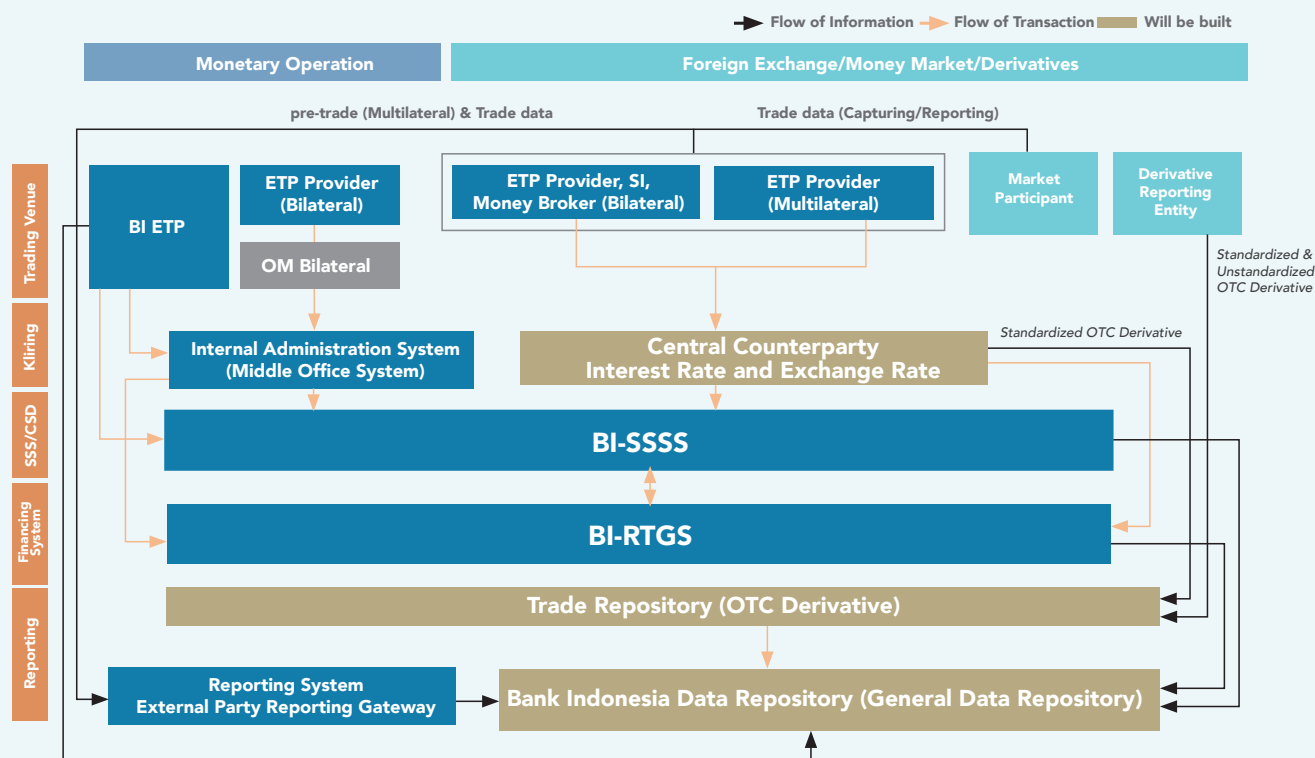 Flow of Information
Flow of Transaction
Will be built
Monetary Operation
Foreign Exchange/Money Market/Derivatives
pre-trade (Multilateral) & Trade data
Trade data (Capturing/Reporting)
Trading Venue
BI ETP
ETP Provider
(Bilateral)
OM Bilateral
ETP Provider, SI,
Money Broker (Bilateral)
ETP Provider
(Multilateral)
Market
Participant
Derivative
Reporting
Entity
Standardized &
Unstandardized
OTC Derivative
Kliring
Internal Administration System
(Middle Office System)
Central Counterparty
Interest Rate and Exchange Rate
Standardized OTC Derivative
SSS/CSD
BI-SSSS
Financing
System
BI-RTGS
Reporting
Trade Repository (OTC Derivative)
Reporting System
External Party Reporting Gateway
Bank Indonesia Data Repository (General Data Repository)